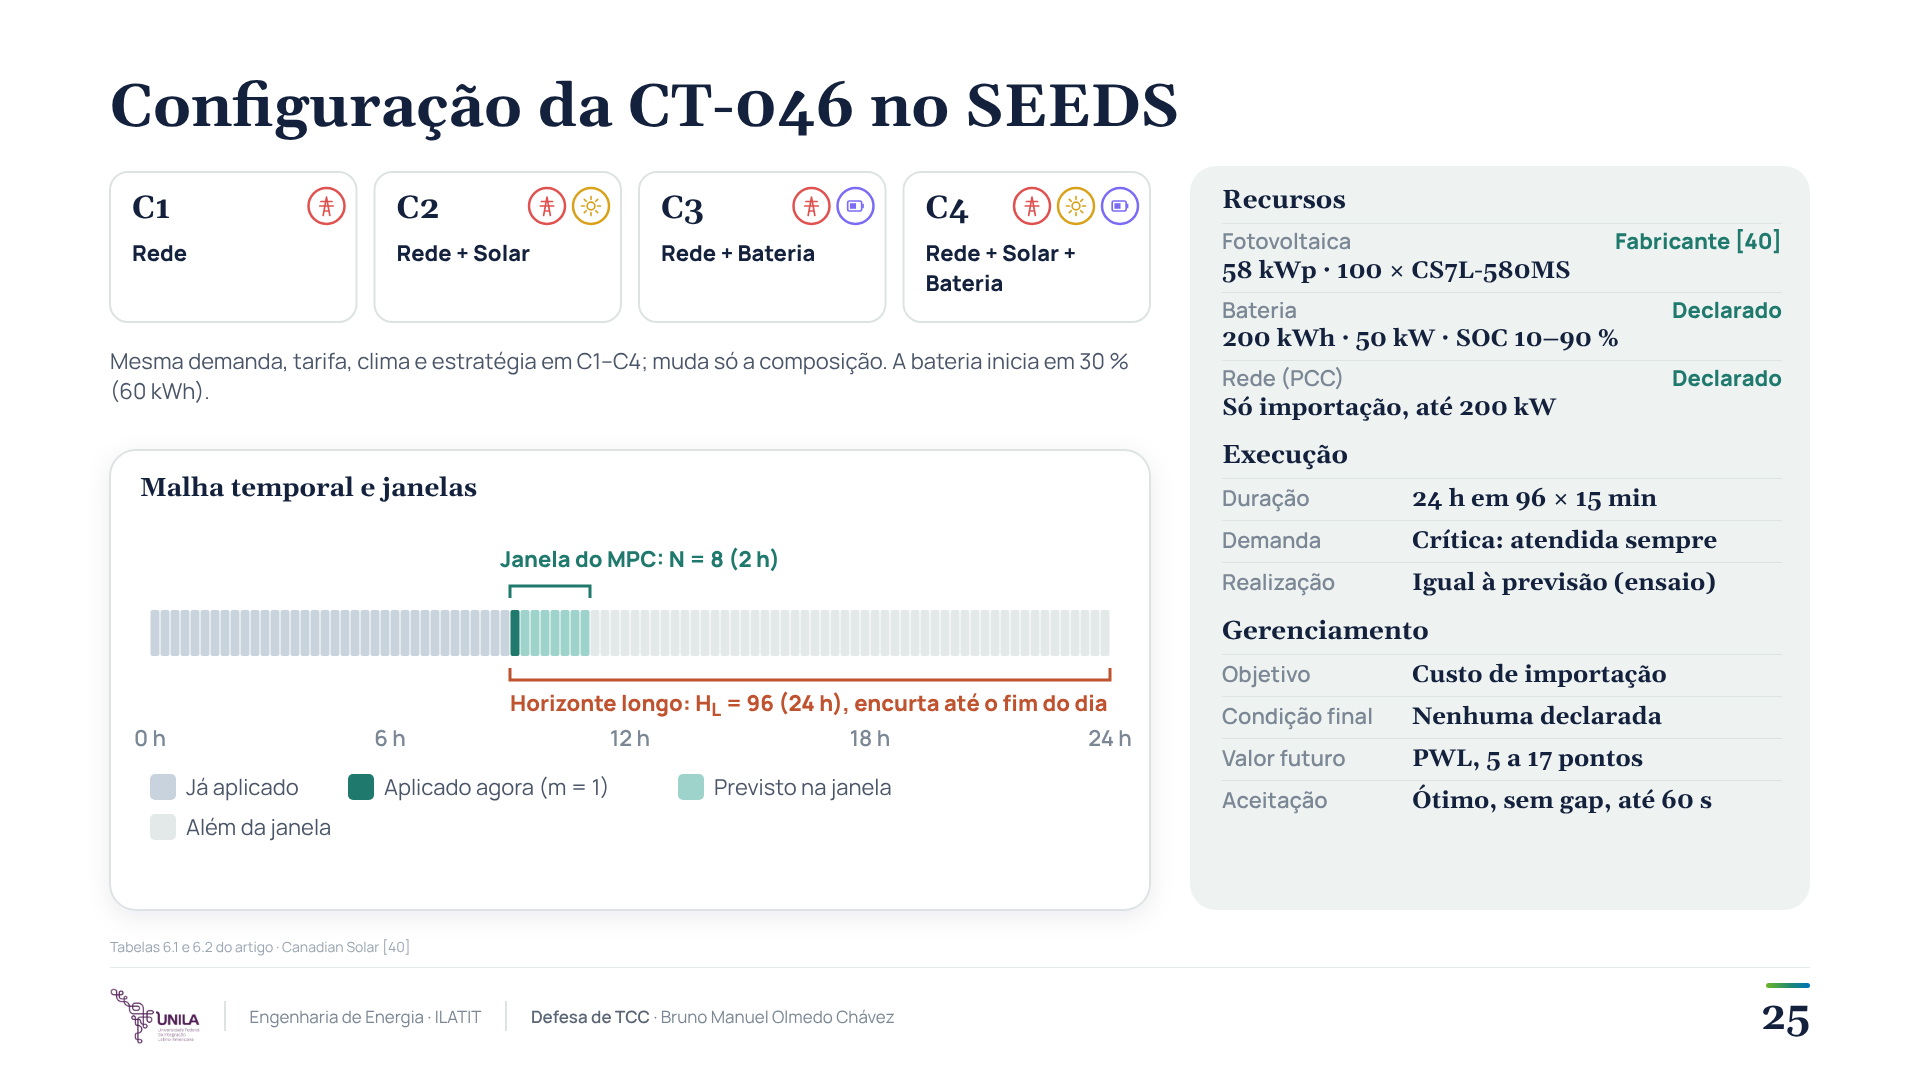 Configuração da CT-046 no SEEDS
C1
Rede
C2
Rede + Solar
C3
Rede + Bateria
C4
Rede + Solar +
Bateria
Mesma demanda, tarifa, clima e estratégia em C1–C4; muda só a composição. A bateria inicia em 30 %
(60 kWh).
Malha temporal e janelas
Janela do MPC: N = 8 (2 h)
Horizonte longo: H_L = 96 (24 h), encurta até o fim do dia
0 h 6 h 12 h 18 h 24 h
Já aplicado Aplicado agora (m = 1) Previsto na janela
Além da janela
Recursos
Fotovoltaica Fabricante [40]
58 kWp · 100 × CS7L-580MS
Bateria Declarado
200 kWh · 50 kW · SOC 10–90 %
Rede (PCC) Declarado
Só importação, até 200 kW
Execução
Duração 24 h em 96 × 15 min
Demanda Crítica: atendida sempre
Realização Igual à previsão (ensaio)
Gerenciamento
Objetivo Custo de importação
Condição final Nenhuma declarada
Valor futuro PWL, 5 a 17 pontos
Aceitação Ótimo, sem gap, até 60 s
Tabelas 6.1 e 6.2 do artigo · Canadian Solar [40]
UNILA
Engenharia de Energia · ILATIT
Defesa de TCC · Bruno Manuel Olmedo Chávez
25